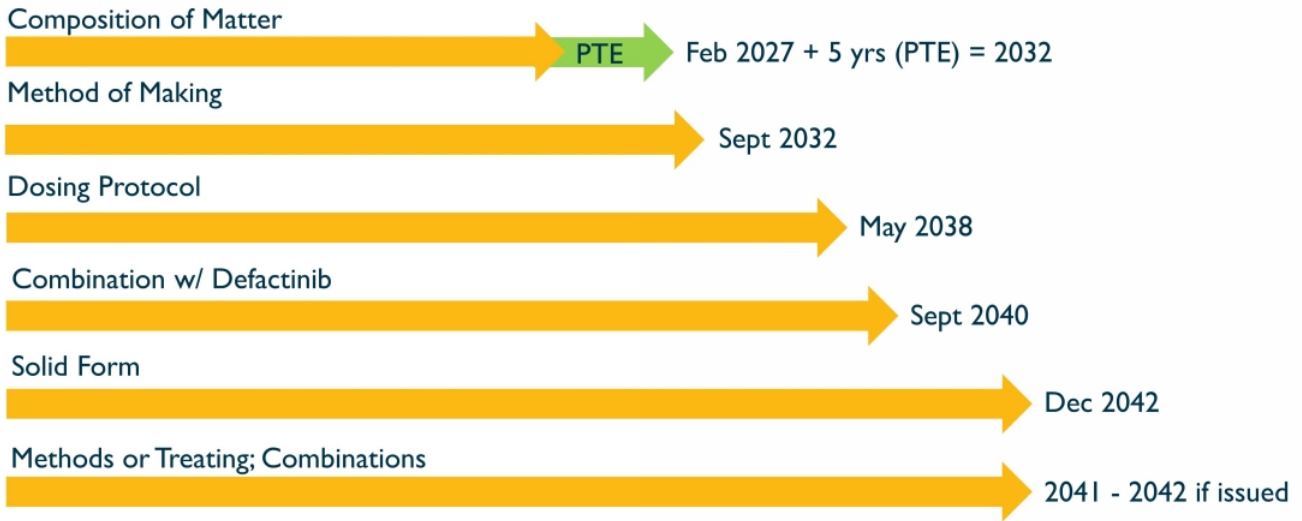 Composition of Matter
PTE
Feb 2027 + 5 yrs (PTE) = 2032
Method of Making
Sept 2032
Dosing Protocol
May 2038
Combination w/ Defactinib
Sept 2040
Solid Form
Dec 2042
Methods or Treating; Combinations
2041 - 2042 if issued